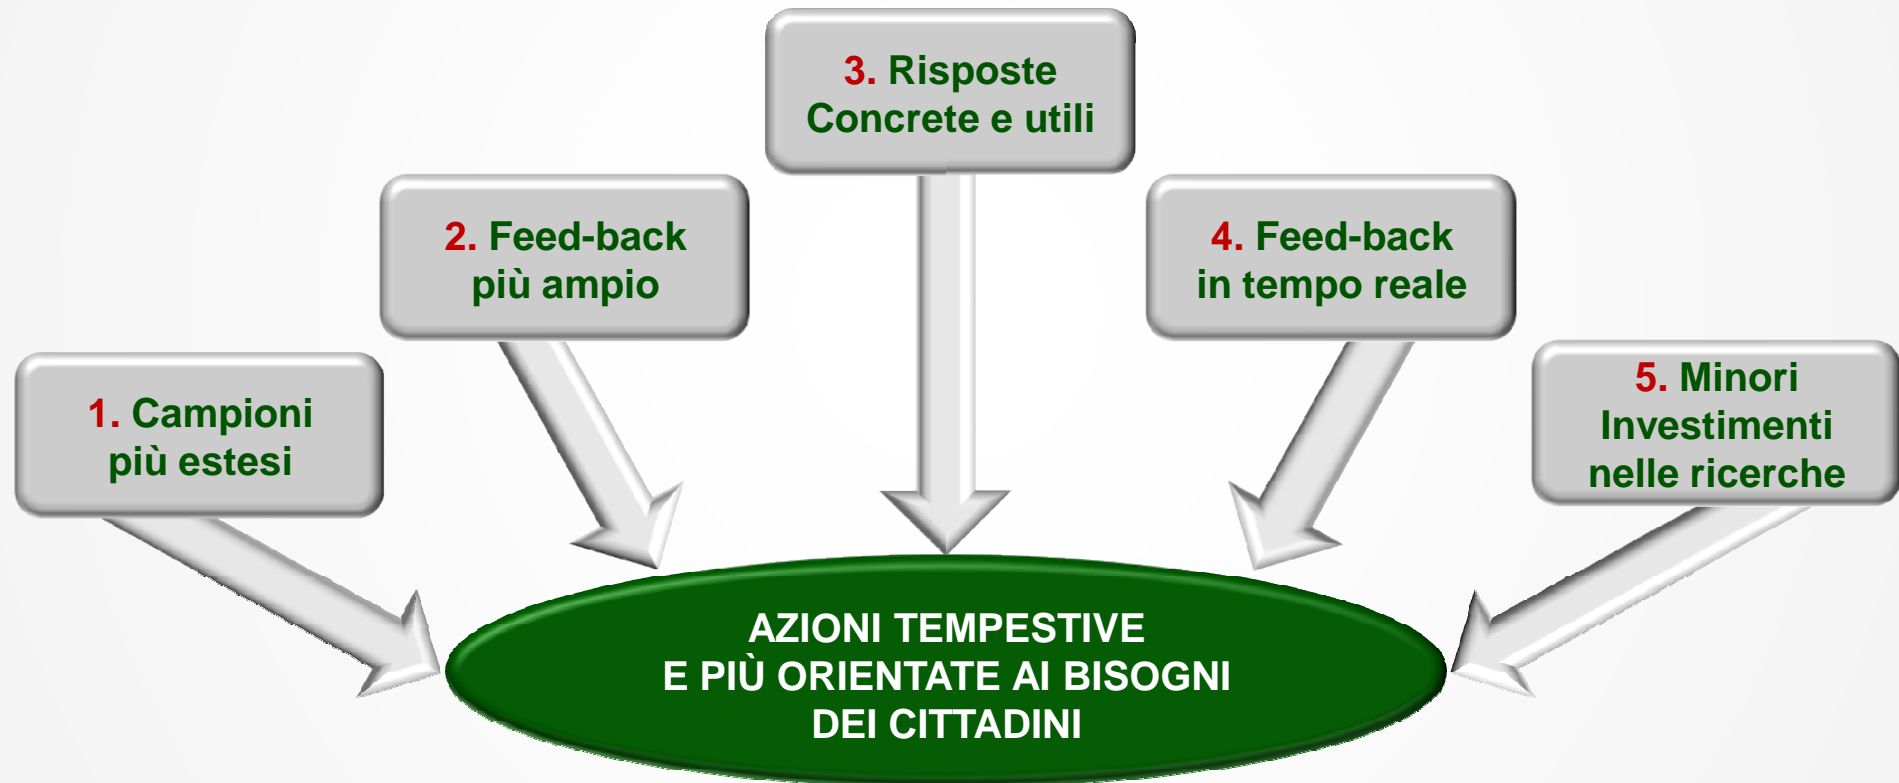 1. Campioni
più estesi
2. Feed-back
più ampio
3. Risposte
Concrete e utili
4. Feed-back
in tempo reale
5. Minori
Investimenti
nelle ricerche
AZIONI TEMPESTIVE
E PIÙ ORIENTATE AI BISOGNI
DEI CITTADINI